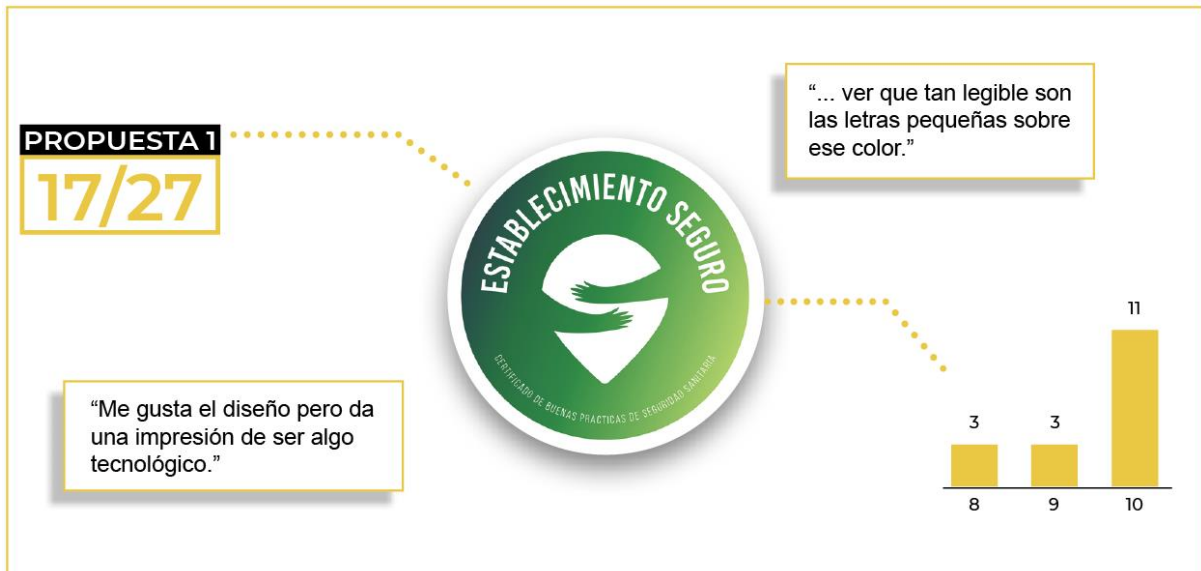 PROPUESTA 1
17/27
“... ver que tan legible son
las letras pequeñas sobre
ese color.”
ESTABLECIMIENTO SEGURO
CERTIFICADO DE BUENAS PRÁCTICAS DE SEGURIDAD SANITARIA
“Me gusta el diseño pero da
una impresión de ser algo
tecnológico.”
11
3 3
8 9 10